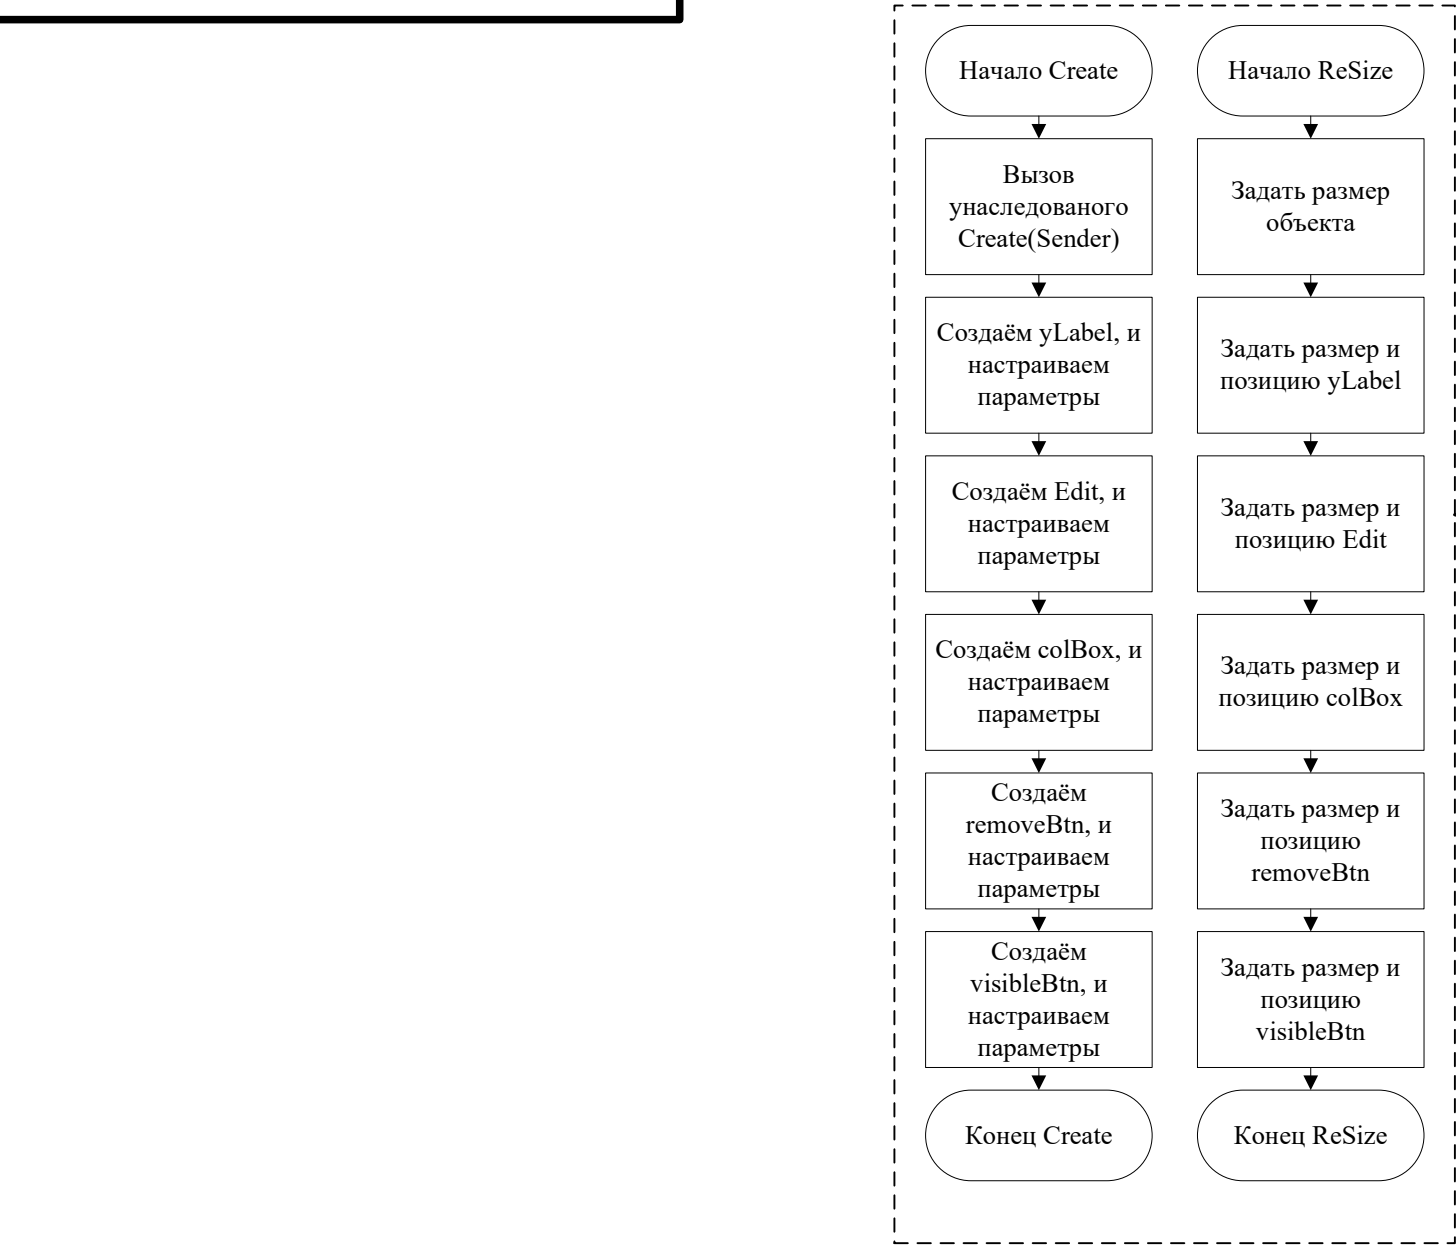 Начало Create
Вызов
унаследованого
Create(Sender)
Создаём yLabel, и
настраиваем
параметры
Создаём Edit, и
настраиваем
параметры
Создаём colBox, и
настраиваем
параметры
Создаём
removeBtn, и
настраиваем
параметры
Создаём
visibleBtn, и
настраиваем
параметры
Конец Create
Начало ReSize
Задать размер
объекта
Задать размер и
позицию yLabel
Задать размер и
позицию Edit
Задать размер и
позицию colBox
Задать размер и
позицию
removeBtn
Задать размер и
позицию
visibleBtn
Конец ReSize